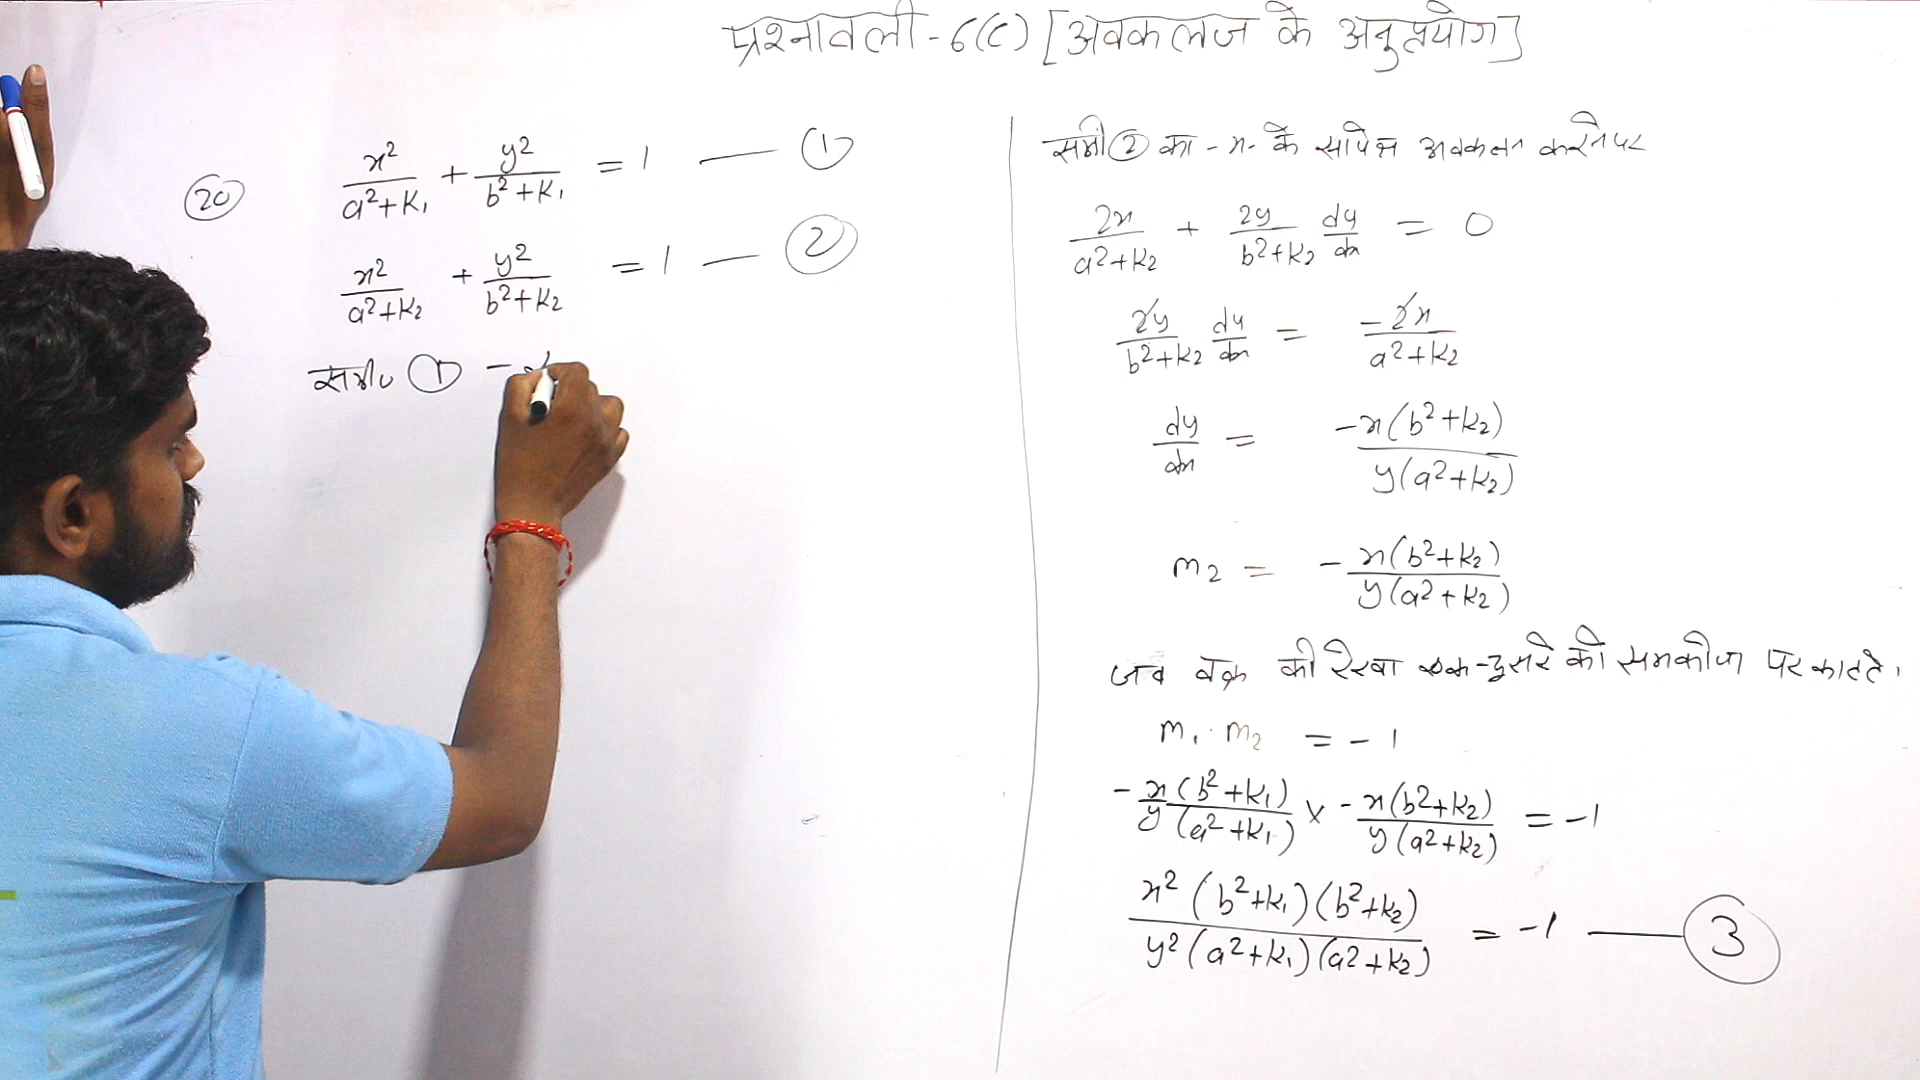 प्रश्नावली-6(C) [अवकलज के अनुप्रयोग]
(20) x²/(a²+K₁) + y²/(b²+K₁) = 1 — (1)
x²/(a²+K₂) + y²/(b²+K₂) = 1 — (2)
समी० (1) -
समी (2) का -x- के सापेक्ष अवकलन करने पर
2x/(a²+K₂) + 2y/(b²+K₂) dy/dx = 0
2y/(b²+K₂) dy/dx = -2x/(a²+K₂)
dy/dx = -x(b²+K₂)/y(a²+K₂)
m₂ = -x(b²+K₂)/y(a²+K₂)
जब वक्र की रेखा एक-दुसरे को समकोण पर काटते।
m₁·m₂ = -1
-x(b²+K₁)/y(a²+K₁) × -x(b²+K₂)/y(a²+K₂) = -1
x²(b²+K₁)(b²+K₂)/y²(a²+K₁)(a²+K₂) = -1 — (3)